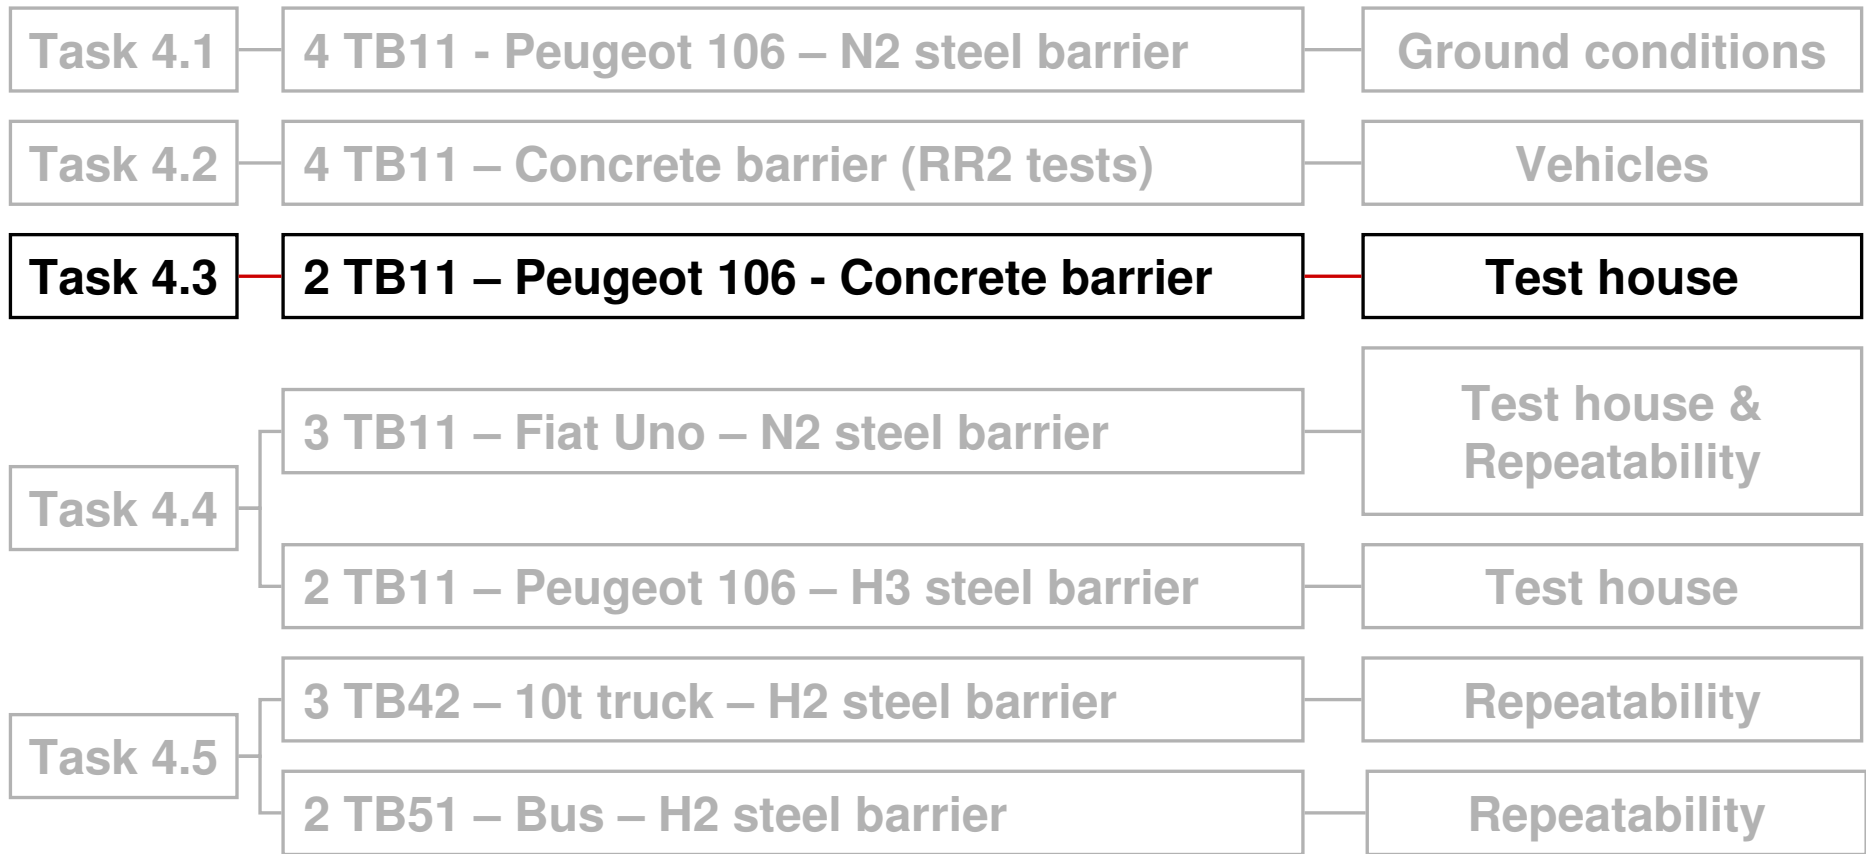 Task 4.1
4 TB11 - Peugeot 106 – N2 steel barrier
Ground conditions
Task 4.2
4 TB11 – Concrete barrier (RR2 tests)
Vehicles
Task 4.3
2 TB11 – Peugeot 106 - Concrete barrier
Test house
Task 4.4
3 TB11 – Fiat Uno – N2 steel barrier
Test house &
Repeatability
2 TB11 – Peugeot 106 – H3 steel barrier
Test house
Task 4.5
3 TB42 – 10t truck – H2 steel barrier
Repeatability
2 TB51 – Bus – H2 steel barrier
Repeatability